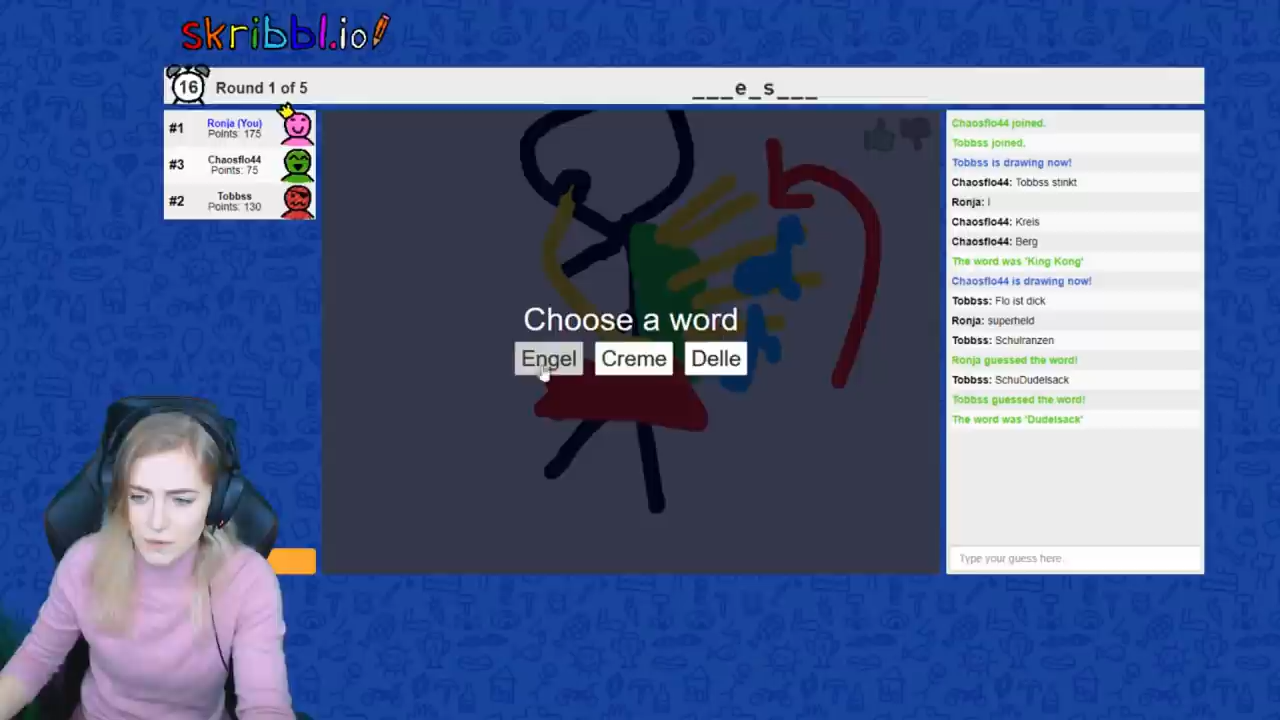 skribbl.io!
16
Round 1 of 5
___e_s___
#1
Ronja (You)
Points: 175
#3
Chaosflo44
Points: 75
#2
Tobbss
Points: 130
Choose a word
Engel
Creme
Delle
Chaosflo44 joined.
Tobbss joined.
Tobbss is drawing now!
Chaosflo44: Tobbss stinkt
Ronja: l
Chaosflo44: Kreis
Chaosflo44: Berg
The word was 'King Kong'
Chaosflo44 is drawing now!
Tobbss: Flo ist dick
Ronja: superheld
Tobbss: Schulranzen
Ronja guessed the word!
Tobbss: SchuDudelsack
Tobbss guessed the word!
The word was 'Dudelsack'
Type your guess here.